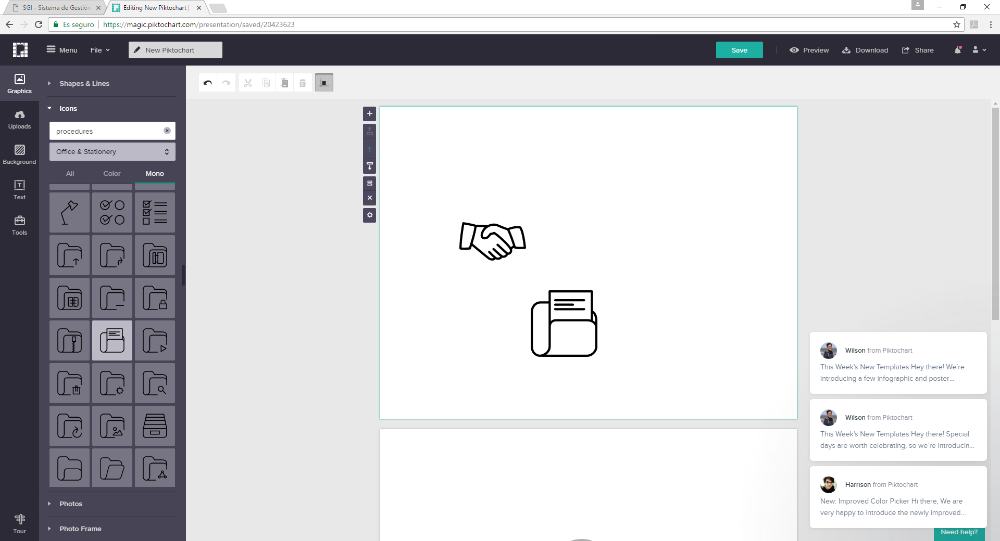 SGI - Sistema de Gestión
Editing New Piktochart |
Es seguro
https://magic.piktochart.com/presentation/saved/20423623
Menu
File
New Piktochart
Save
Preview
Download
Share
Graphics
Uploads
Background
Text
Tools
Tour
Shapes & Lines
Icons
procedures
Office & Stationery
All
Color
Mono
Photos
Photo Frame
1
Wilson from Piktochart
This Week's New Templates Hey there! We're
introducing a few infographic and poster...
Wilson from Piktochart
This Week's New Templates Hey there! Special
days are worth celebrating, so we're introducin...
Harrison from Piktochart
New: Improved Color Picker Hi there, We are
very happy to introduce the newly improved...
Need help?